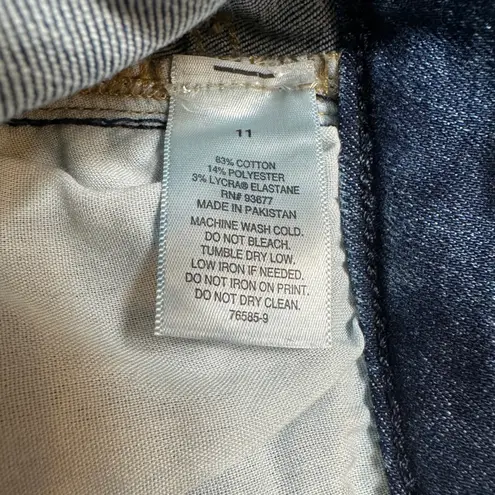 11
83% COTTON
14% POLYESTER
3% LYCRA® ELASTANE
RN# 93677
MADE IN PAKISTAN
MACHINE WASH COLD.
DO NOT BLEACH.
TUMBLE DRY LOW.
LOW IRON IF NEEDED.
DO NOT IRON ON PRINT.
DO NOT DRY CLEAN.
76585-9